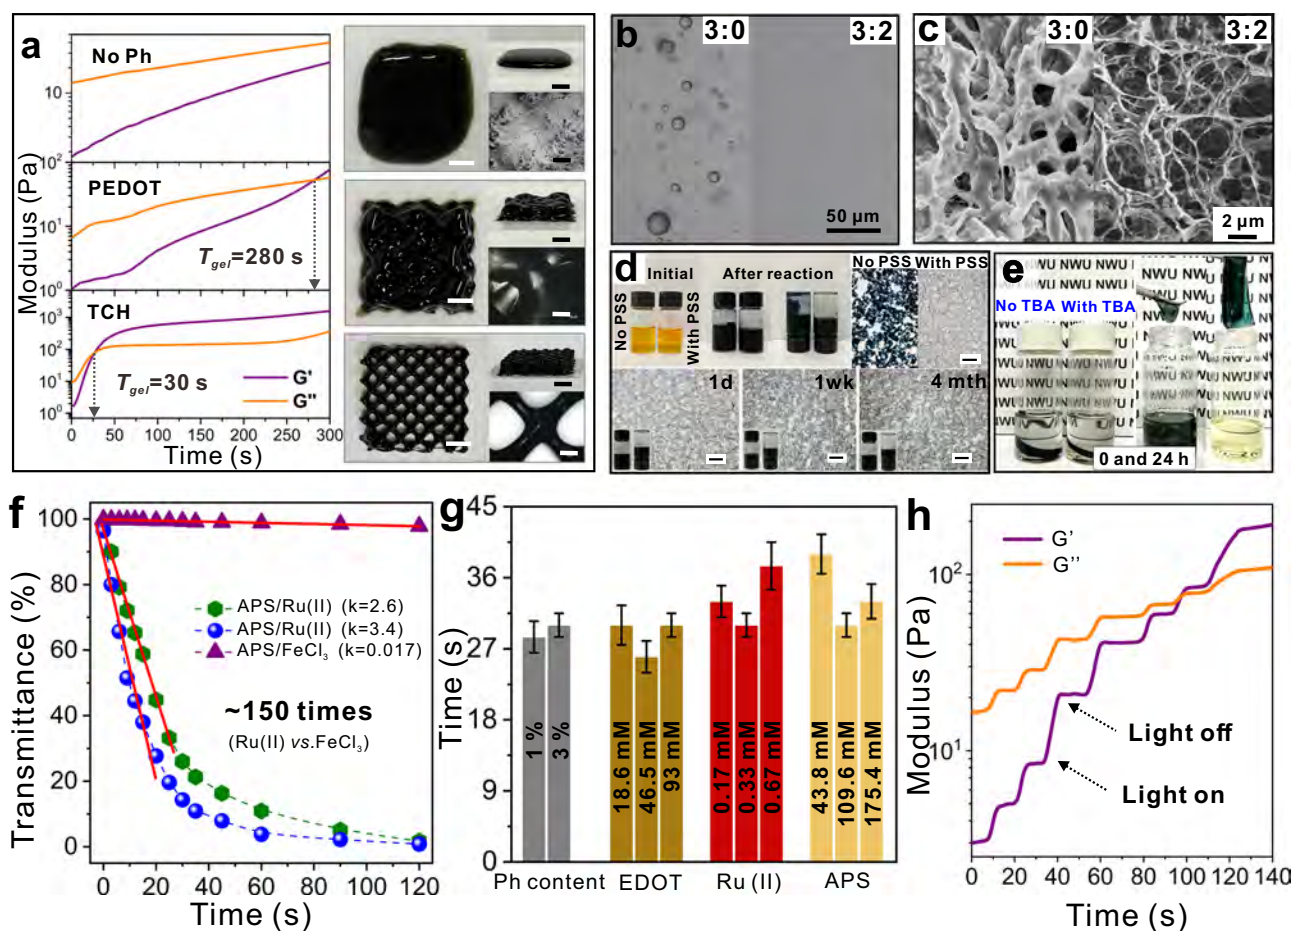 a
No Ph
10
10²
PEDOT
10²
10¹
10⁰
T_gel=280 s
TCH
10³
10²
10¹
10⁰
T_gel=30 s
G'
G''
Modulus (Pa)
0 50 100 150 200 250 300
Time (s)
b
3:0
3:2
50 µm
c
3:0
3:2
2 µm
d
Initial
After reaction
No PSS With PSS
No PSS
With PSS
1d
1wk
4 mth
e
NWU NWU
No TBA With TBA
0 and 24 h
f
Transmittance (%)
100
80
60
40
20
0
APS/Ru(II) (k=2.6)
APS/Ru(II) (k=3.4)
APS/FeCl₃ (k=0.017)
~150 times
(Ru(II) vs.FeCl₃)
0 20 40 60 80 100 120
Time (s)
g
Time (s)
45
36
27
18
9
0
1 %
3 %
18.6 mM
46.5 mM
93 mM
0.17 mM
0.33 mM
0.67 mM
43.8 mM
109.6 mM
175.4 mM
Ph content EDOT Ru (II) APS
h
G'
G''
Modulus (Pa)
10²
10¹
Light off
Light on
0 20 40 60 80 100 120 140
Time (s)